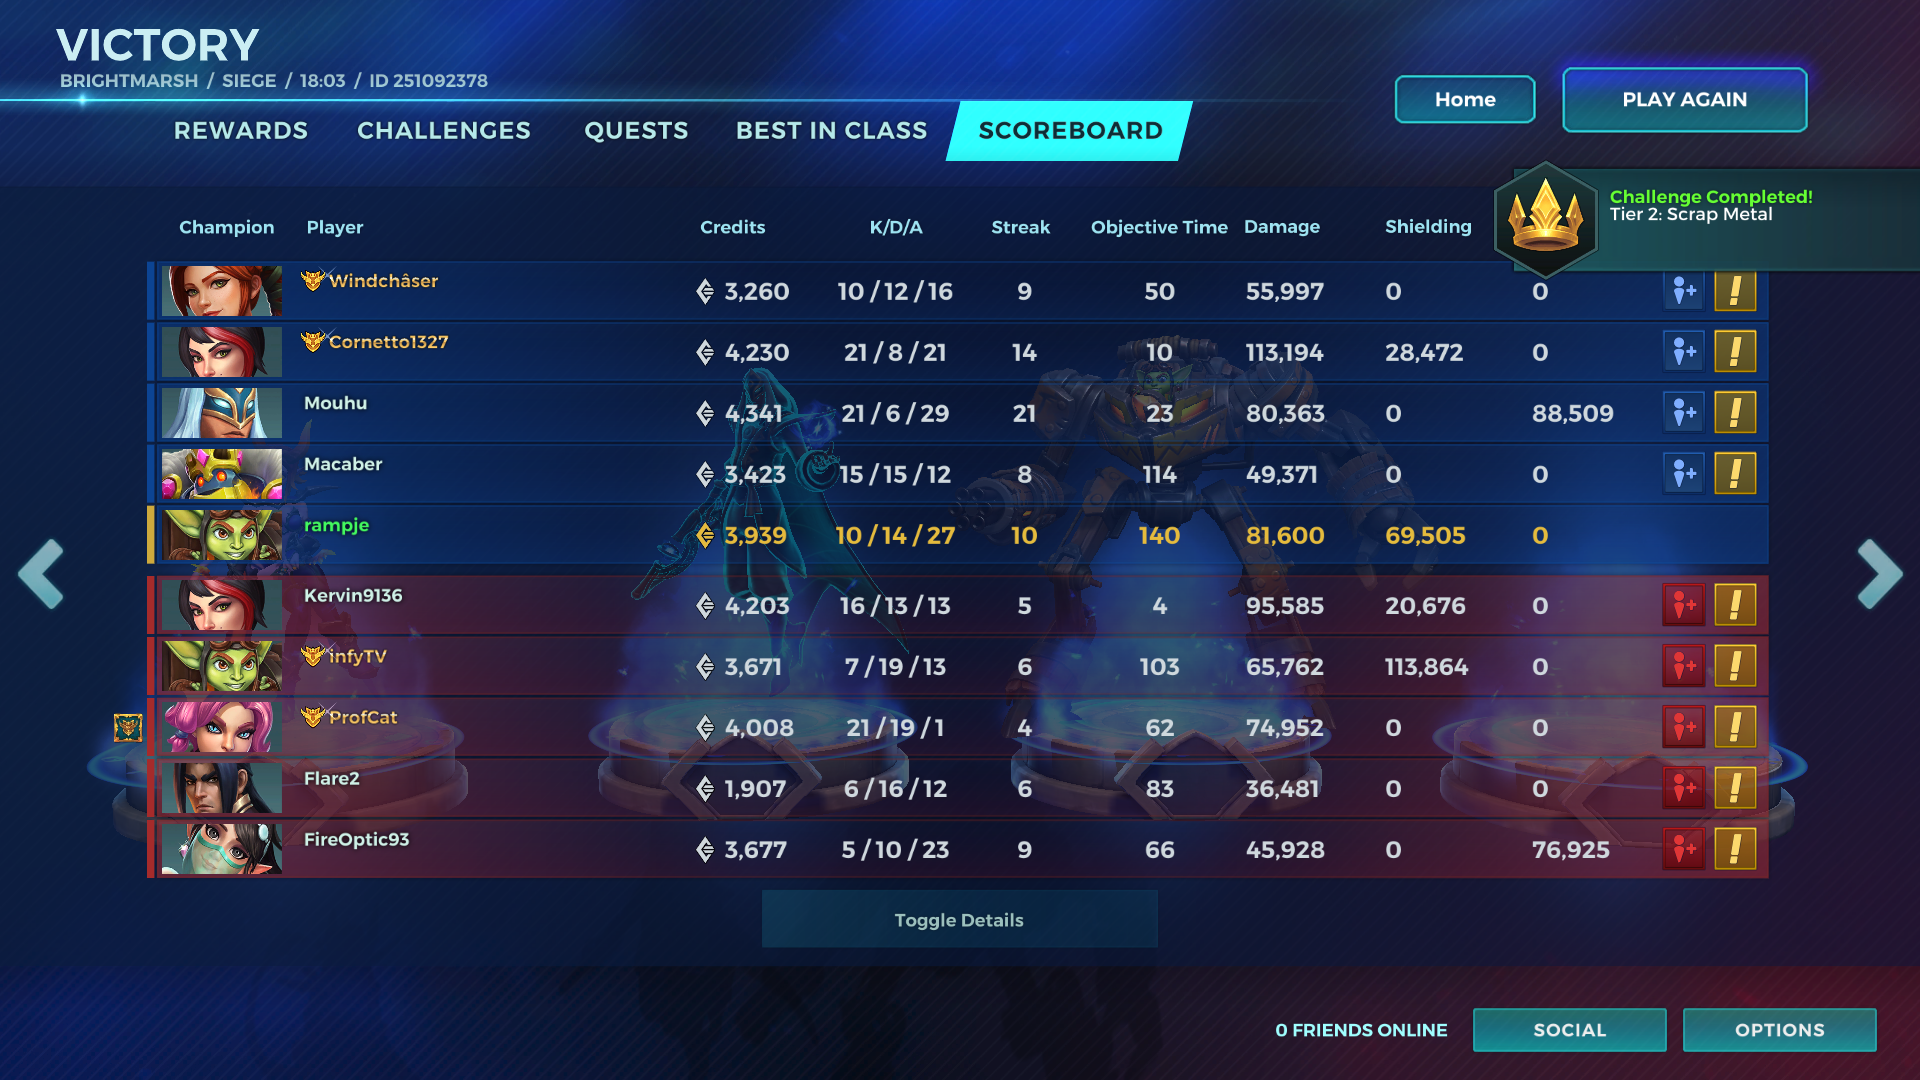 VICTORY
BRIGHTMARSH / SIEGE / 18:03 / ID 251092378
Home
PLAY AGAIN
REWARDS CHALLENGES QUESTS BEST IN CLASS SCOREBOARD
Challenge Completed!
Tier 2: Scrap Metal
Champion Player Credits K/D/A Streak Objective Time Damage Shielding
Windchâser 3,260 10 / 12 / 16 9 50 55,997 0 0
Cornetto1327 4,230 21 / 8 / 21 14 10 113,194 28,472 0
Mouhu 4,341 21 / 6 / 29 21 23 80,363 0 88,509
Macaber 3,423 15 / 15 / 12 8 114 49,371 0 0
rampje 3,939 10 / 14 / 27 10 140 81,600 69,505 0
Kervin9136 4,203 16 / 13 / 13 5 4 95,585 20,676 0
infyTV 3,671 7 / 19 / 13 6 103 65,762 113,864 0
ProfCat 4,008 21 / 19 / 1 4 62 74,952 0 0
Flare2 1,907 6 / 16 / 12 6 83 36,481 0 0
FireOptic93 3,677 5 / 10 / 23 9 66 45,928 0 76,925
Toggle Details
0 FRIENDS ONLINE SOCIAL OPTIONS